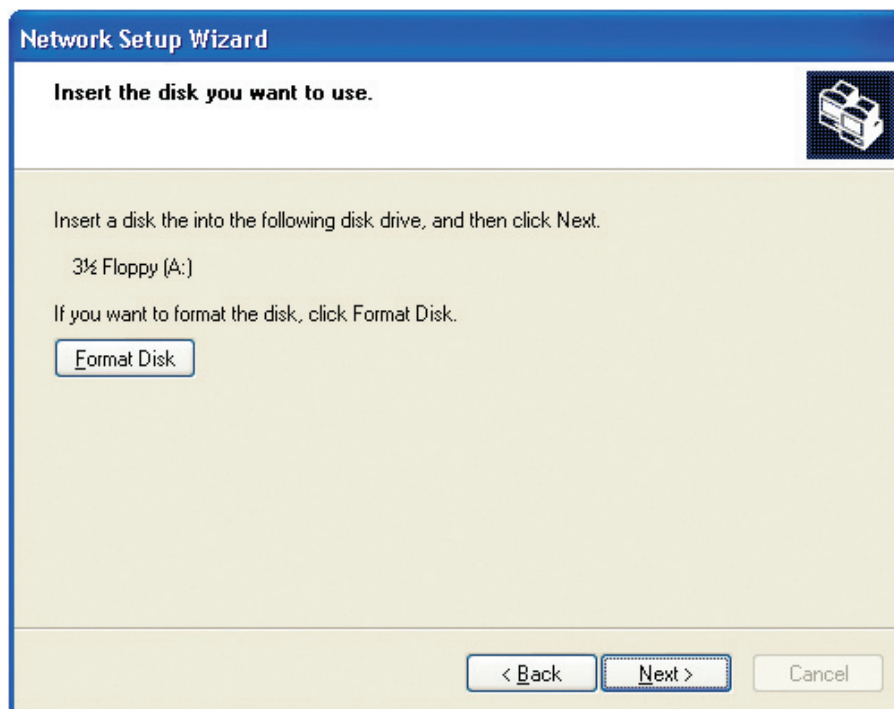 Network Setup Wizard
Insert the disk you want to use.
Insert a disk the into the following disk drive, and then click Next.
3½ Floppy (A:)
If you want to format the disk, click Format Disk.
Format Disk
< Back Next > Cancel